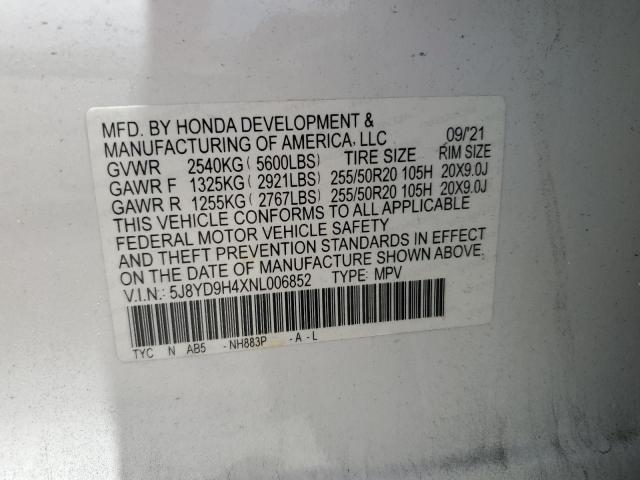 MFD. BY HONDA DEVELOPMENT &
MANUFACTURING OF AMERICA, LLC 09/'21
GVWR 2540KG ( 5600LBS) TIRE SIZE RIM SIZE
GAWR F 1325KG ( 2921LBS) 255/50R20 105H 20X9.0J
GAWR R 1255KG ( 2767LBS) 255/50R20 105H 20X9.0J
THIS VEHICLE CONFORMS TO ALL APPLICABLE
FEDERAL MOTOR VEHICLE SAFETY
AND THEFT PREVENTION STANDARDS IN EFFECT
ON THE DATE OF MANUFACTURE SHOWN ABOVE.
V.I.N.: 5J8YD9H4XNL006852 TYPE: MPV
TYC N AB5 -NH883P -A -L